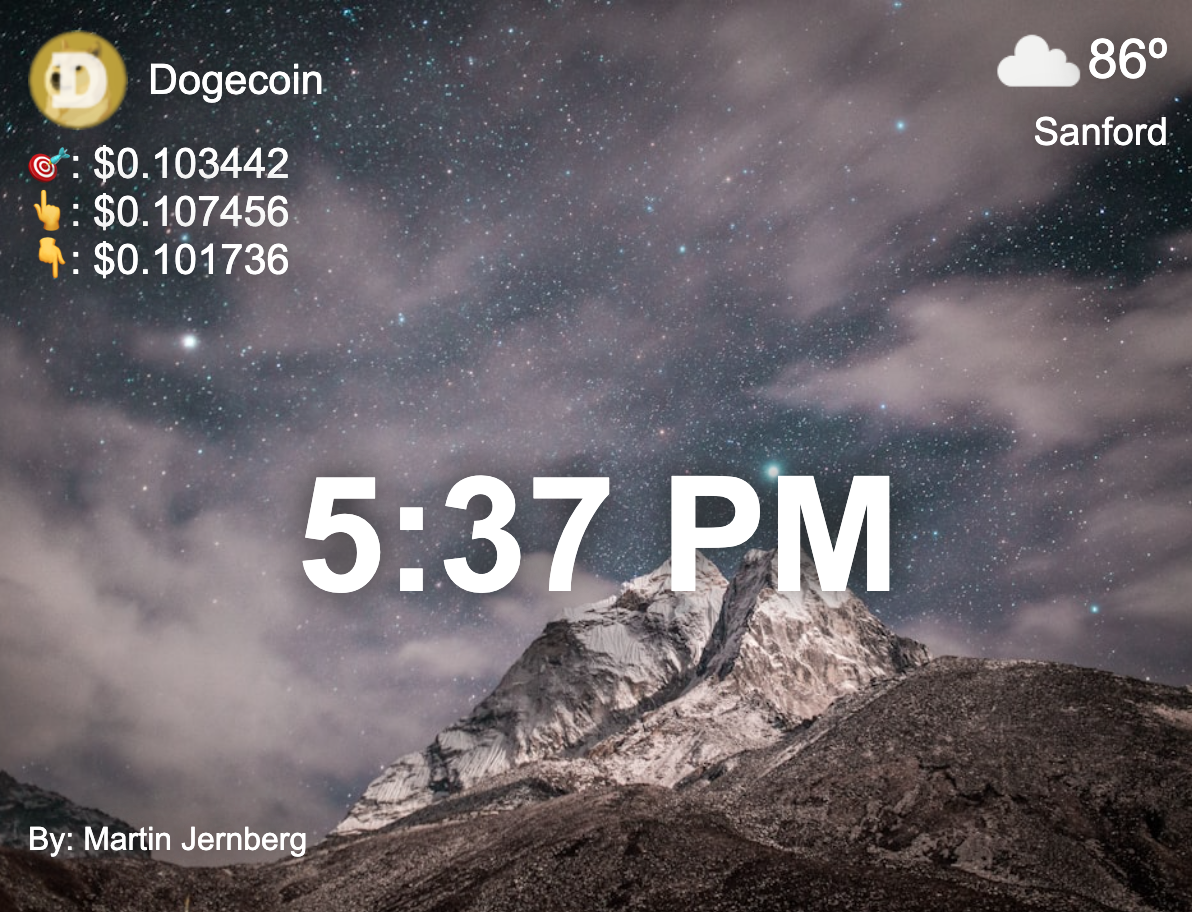 Dogecoin
🎯: $0.103442
👆: $0.107456
👇: $0.101736
86º
Sanford
5:37 PM
By: Martin Jernberg